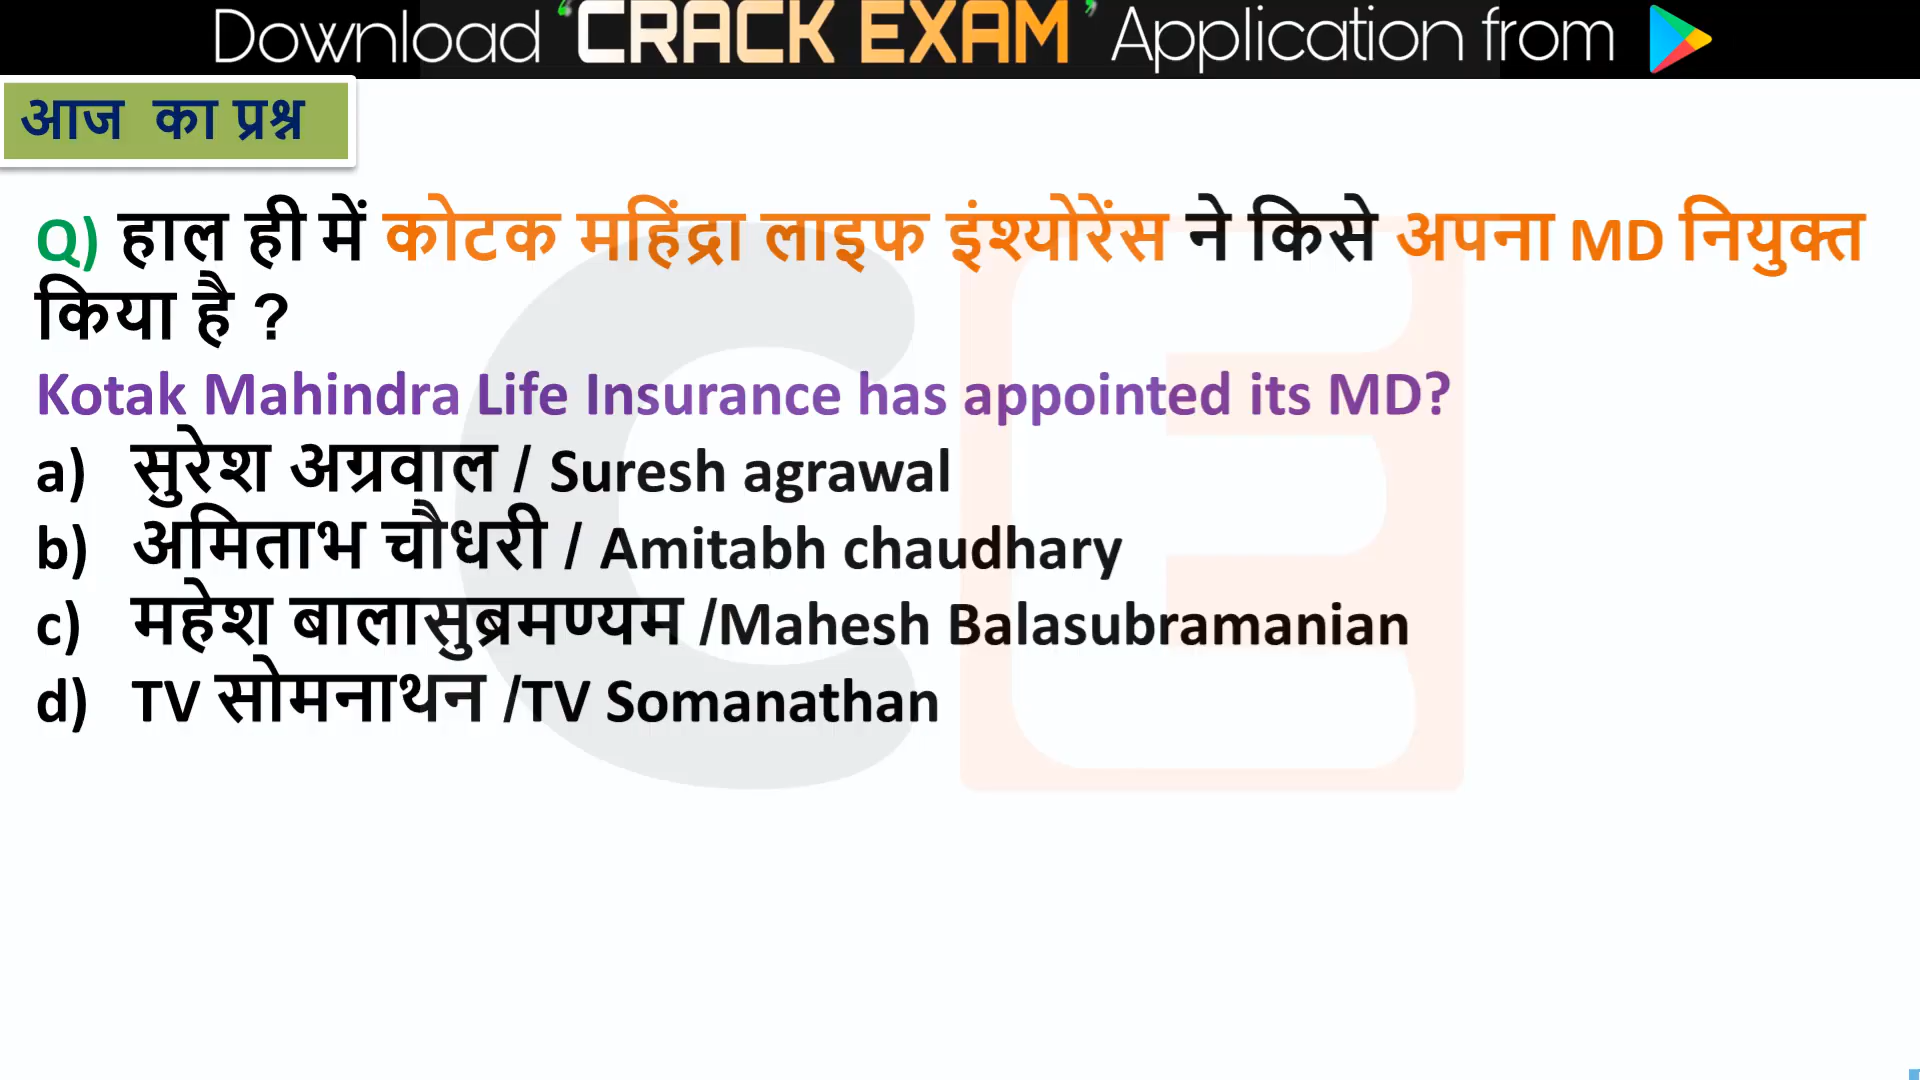 Download ‘CRACK EXAM’ Application from
आज का प्रश्न
Q) हाल ही में कोटक महिंद्रा लाइफ इंश्योरेंस ने किसे अपना MD नियुक्त
किया है ?
Kotak Mahindra Life Insurance has appointed its MD?
a) सुरेश अग्रवाल / Suresh agrawal
b) अमिताभ चौधरी / Amitabh chaudhary
c) महेश बालासुब्रमण्यम /Mahesh Balasubramanian
d) TV सोमनाथन /TV Somanathan
CE